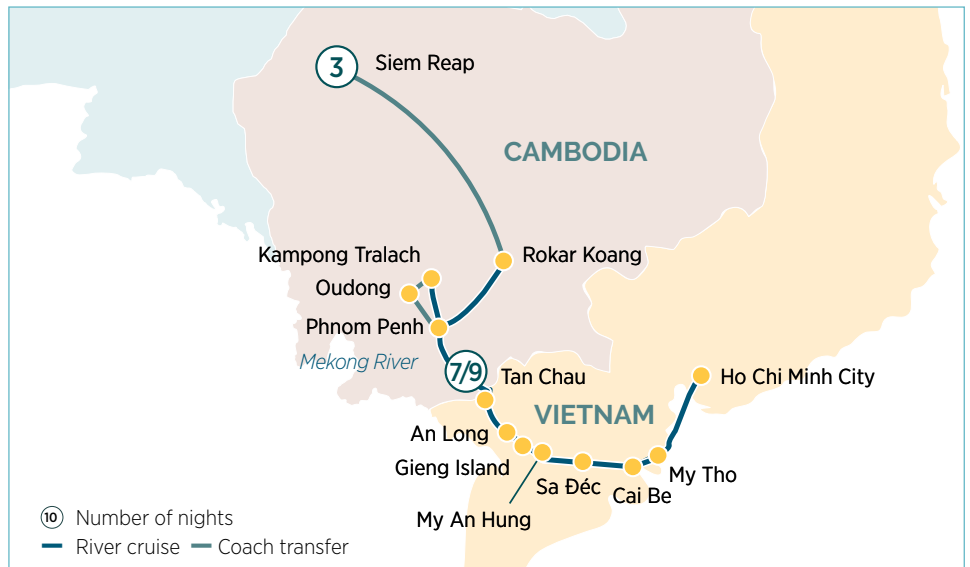 3
Siem Reap
CAMBODIA
Kampong Tralach
Rokar Koang
Oudong
Phnom Penh
Mekong River
7/9
Tan Chau
Ho Chi Minh City
VIETNAM
An Long
Gieng Island
My Tho
Sa Déc
Cai Be
My An Hung
10 Number of nights
River cruise Coach transfer